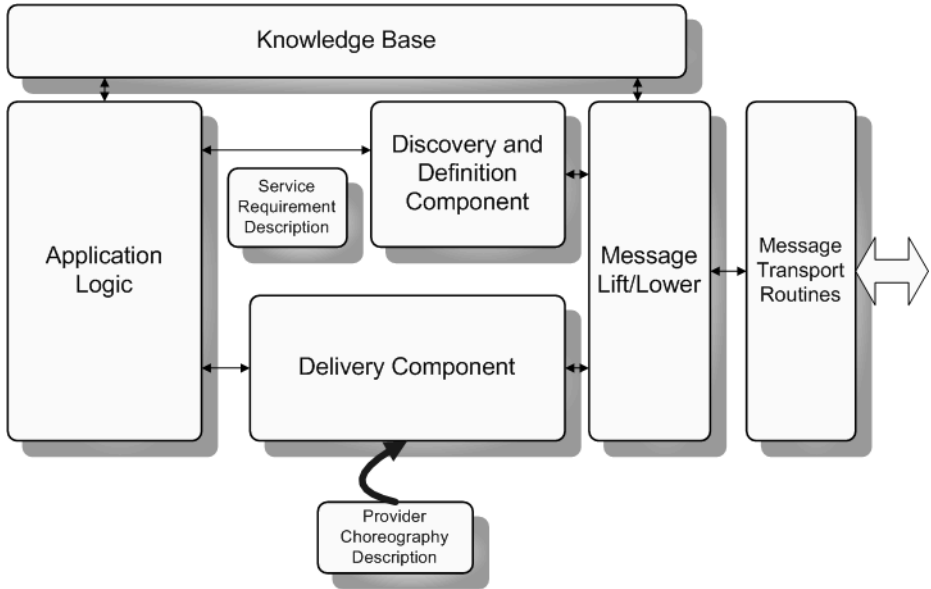 Knowledge Base
Discovery and
Definition
Component
Service
Requirement
Description
Application
Logic
Message
Lift/Lower
Message
Transport
Routines
Delivery Component
Provider
Choreography
Description